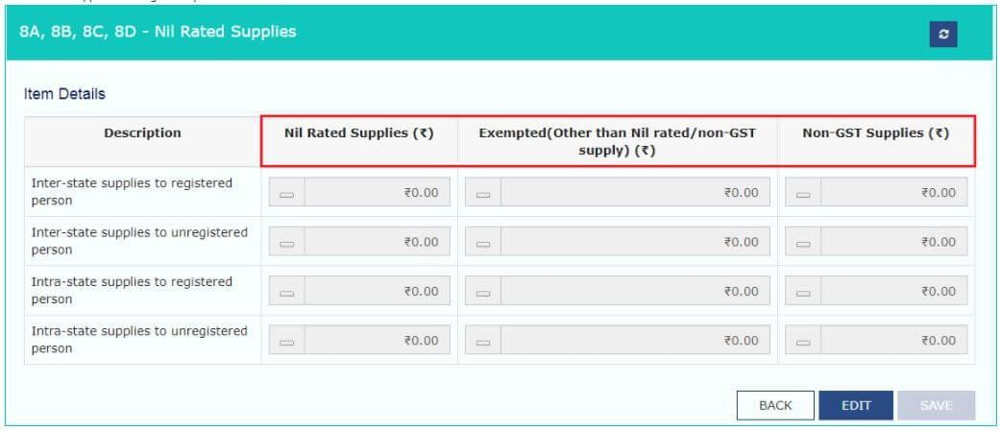 8A, 8B, 8C, 8D - Nil Rated Supplies
Item Details
Description
Nil Rated Supplies (₹)
Exempted(Other than Nil rated/non-GST
supply) (₹)
Non-GST Supplies (₹)
Inter-state supplies to registered
person
₹0.00
₹0.00
₹0.00
Inter-state supplies to unregistered
person
₹0.00
₹0.00
₹0.00
Intra-state supplies to registered
person
₹0.00
₹0.00
₹0.00
Intra-state supplies to unregistered
person
₹0.00
₹0.00
₹0.00
BACK
EDIT
SAVE